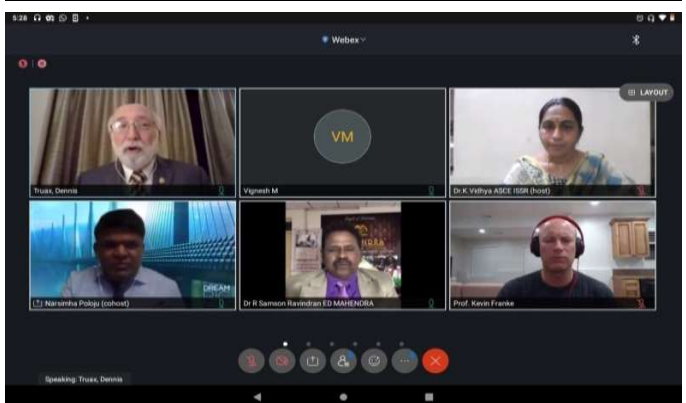 5:28
Webex
LAYOUT
VM
Truax, Dennis
Vignesh M
Dr.K.Vidhya ASCE ISSR (host)
DREAM
Narsimha Poloju (cohost)
Dr R Samson Ravindran ED MAHENDRA
Prof. Kevin Franke
Speaking: Truax, Dennis